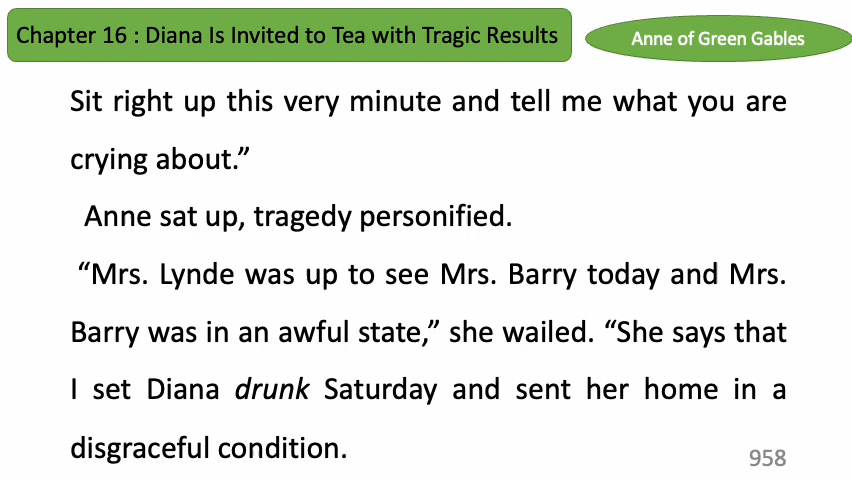 Chapter 16 : Diana Is Invited to Tea with Tragic Results
Anne of Green Gables
Sit right up this very minute and tell me what you are
crying about.”
Anne sat up, tragedy personified.
“Mrs. Lynde was up to see Mrs. Barry today and Mrs.
Barry was in an awful state,” she wailed. “She says that
I set Diana drunk Saturday and sent her home in a
disgraceful condition.
958